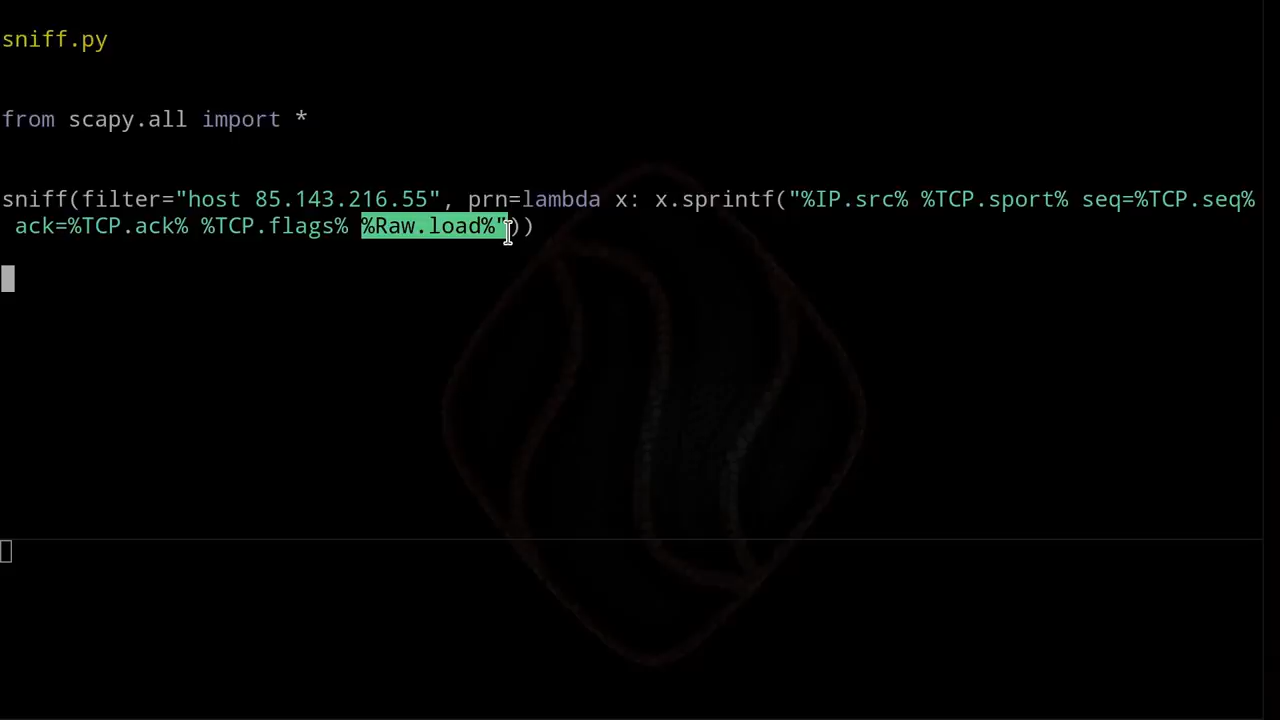 sniff.py
from scapy.all import *
sniff(filter="host 85.143.216.55", prn=lambda x: x.sprintf("%IP.src% %TCP.sport% seq=%TCP.seq%
ack=%TCP.ack% %TCP.flags% %Raw.load%"))